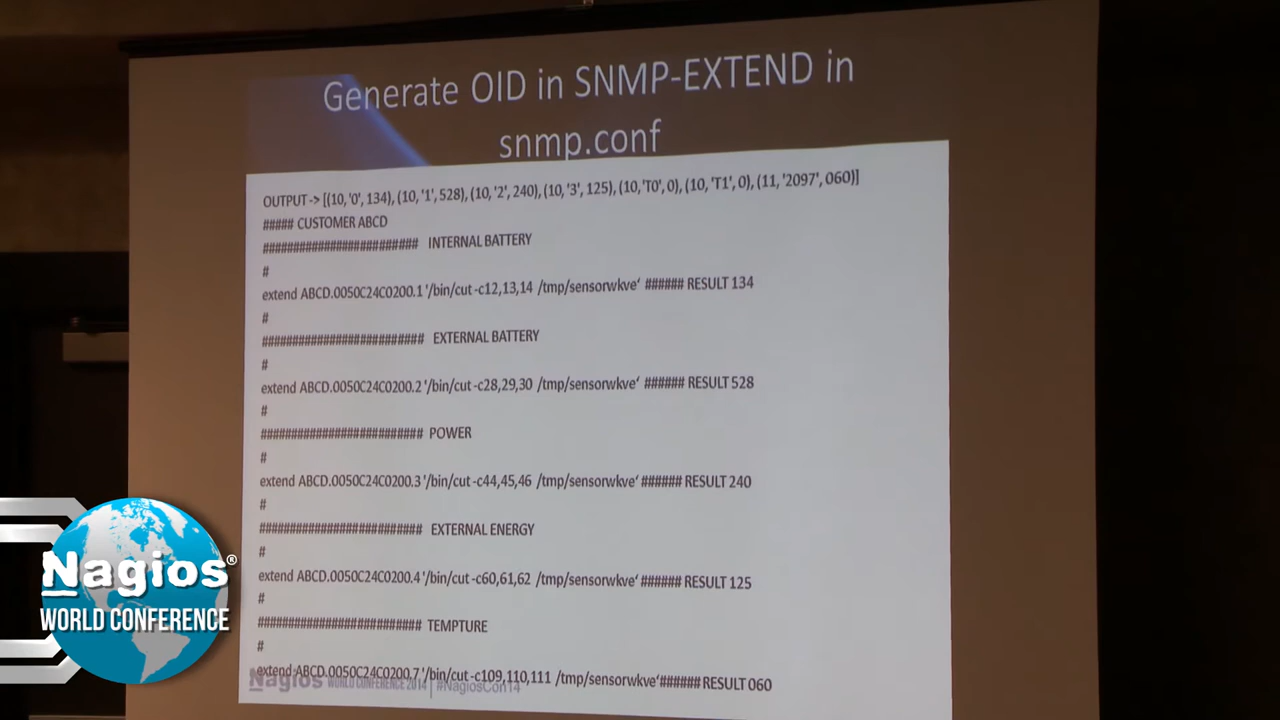 Generate OID in SNMP-EXTEND in
snmp.conf
OUTPUT -> [(10, '0', 134), (10, '1', 528), (10, '2', 240), (10, '3', 125), (10, 'T0', 0), (10, 'T1', 0), (11, '2097', 060)]
##### CUSTOMER ABCD
######################### INTERNAL BATTERY
#
extend ABCD.0050C24C0200.1 '/bin/cut -c12,13,14 /tmp/sensorwkve‘ ###### RESULT 134
#
########################## EXTERNAL BATTERY
#
extend ABCD.0050C24C0200.2 '/bin/cut -c28,29,30 /tmp/sensorwkve‘ ###### RESULT 528
#
########################## POWER
#
extend ABCD.0050C24C0200.3 '/bin/cut -c44,45,46 /tmp/sensorwkve‘ ###### RESULT 240
#
########################## EXTERNAL ENERGY
#
extend ABCD.0050C24C0200.4 '/bin/cut -c60,61,62 /tmp/sensorwkve‘ ###### RESULT 125
#
########################## TEMPTURE
#
extend ABCD.0050C24C0200.7 '/bin/cut -c109,110,111 /tmp/sensorwkve‘###### RESULT 060
Nagios WORLD CONFERENCE 2014 | #NagiosCon14
Nagios®
WORLD CONFERENCE